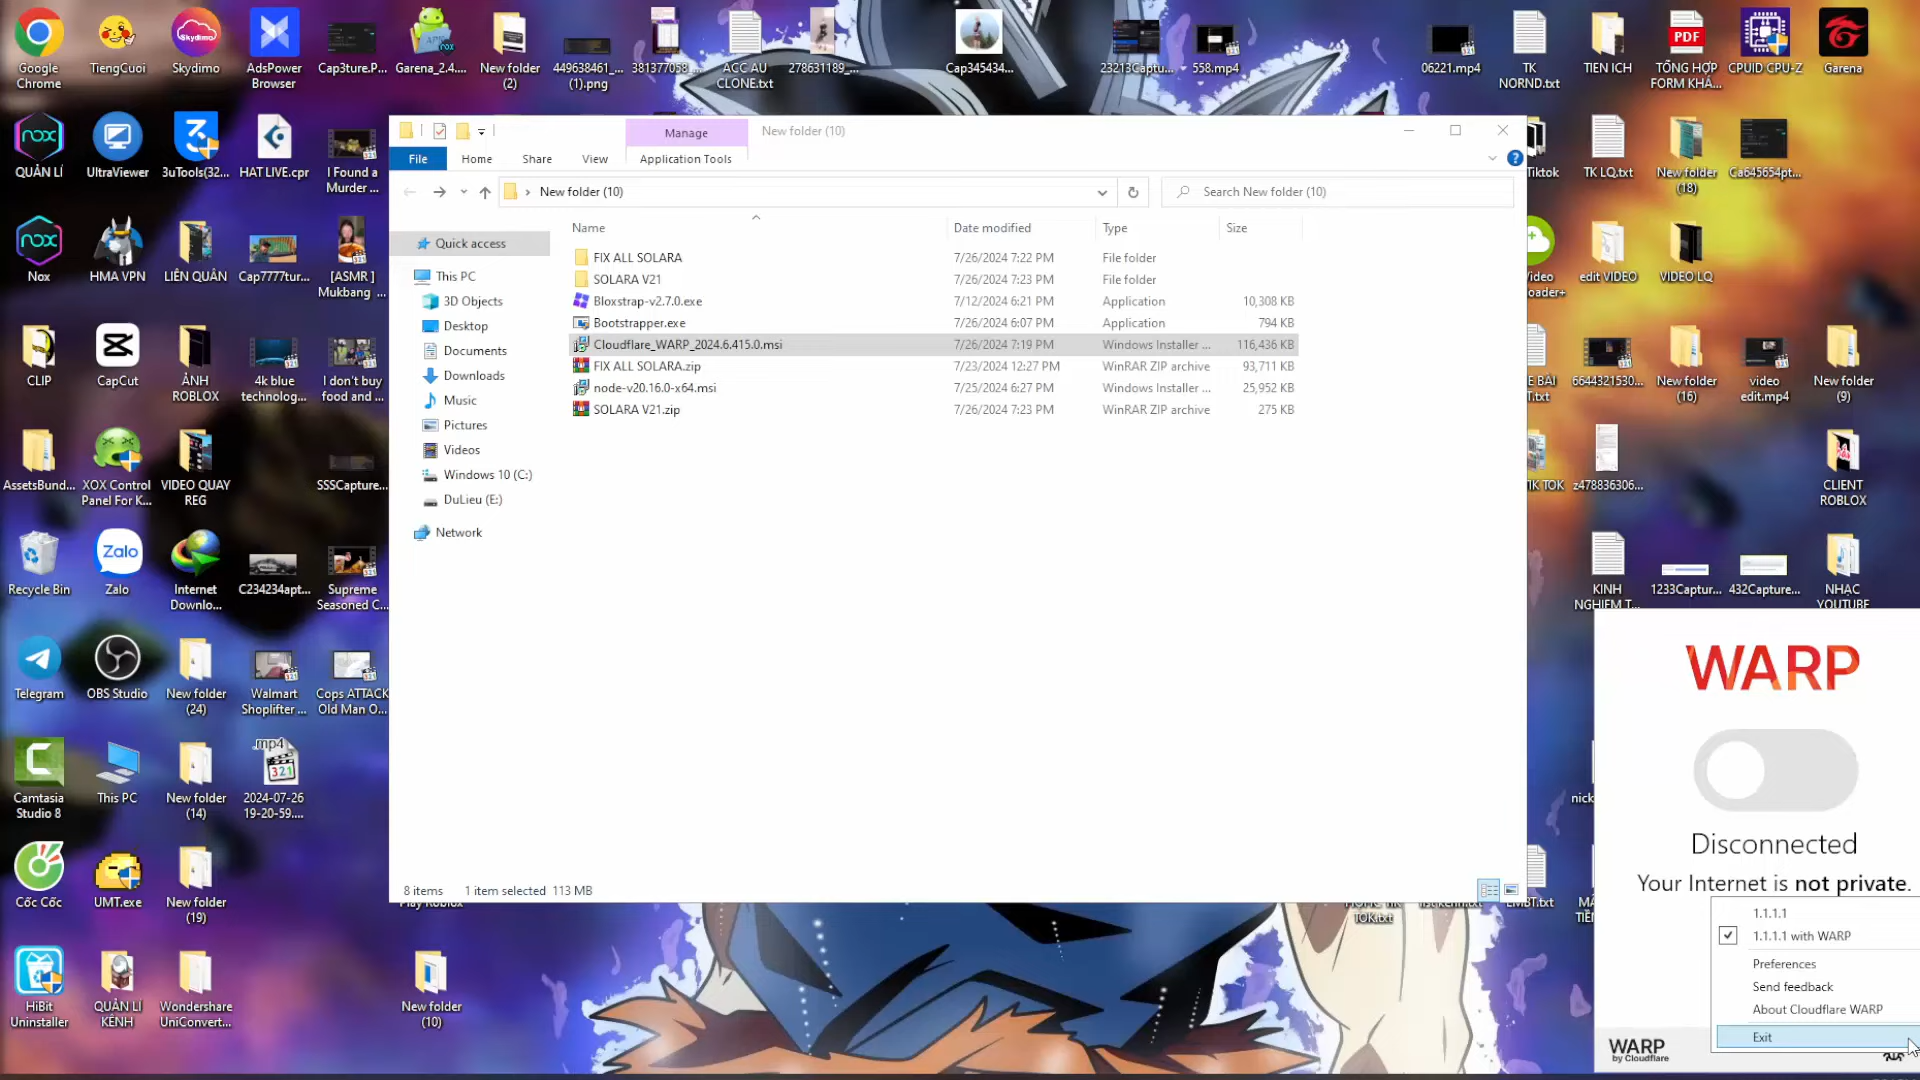 Google
Chrome
TiengCuoi
Skydimo
AdsPower
Browser
Cap3ture.P...
Garena_2.4....
New folder
(2)
449638461_...
(1).png
381377058_...
ACC AU
CLONE.txt
278631189_...
Cap345434...
23213Captu...
558.mp4
06221.mp4
TK
NORND.txt
TIEN ICH
PDF
TỔNG HỢP
FORM KHÁ...
CPUID CPU-Z
Garena
QUẢN LÍ
UltraViewer
3uTools(32...
HAT LIVE.cpr
I Found a
Murder ...
Tiktok
TK LQ.txt
New folder
(18)
Ca645654pt...
Nox
HMA VPN
LIÊN QUÂN
Cap7777tur...
[ASMR ]
Mukbang ...
edit VIDEO
VIDEO LQ
CLIP
CapCut
ẢNH
ROBLOX
4k blue
technolog...
I don't buy
food and ...
6644321530...
New folder
(16)
video
edit.mp4
New folder
(9)
AssetsBund...
XOX Control
Panel For K...
VIDEO QUAY
REG
SSSCapture...
z478836306...
CLIENT
ROBLOX
Recycle Bin
Zalo
Internet
Downlo...
C234234apt...
Supreme
Seasoned C...
KINH
NGHIEM T...
1233Captur...
432Capture...
NHẠC
YOUTUBE
Telegram
OBS Studio
New folder
(24)
Walmart
Shoplifter ...
Cops ATTACK
Old Man O...
Camtasia
Studio 8
This PC
New folder
(14)
.mp4
2024-07-26
19-20-59....
Cốc Cốc
UMT.exe
New folder
(19)
HiBit
Uninstaller
QUẢN LI
KÊNH
Wondershare
UniConvert...
New folder
(10)
Manage
New folder (10)
File
Home
Share
View
Application Tools
New folder (10)
Search New folder (10)
Quick access
This PC
3D Objects
Desktop
Documents
Downloads
Music
Pictures
Videos
Windows 10 (C:)
DuLieu (E:)
Network
Name Date modified Type Size
FIX ALL SOLARA 7/26/2024 7:22 PM File folder
SOLARA V21 7/26/2024 7:23 PM File folder
Bloxstrap-v2.7.0.exe 7/12/2024 6:21 PM Application 10,308 KB
Bootstrapper.exe 7/26/2024 6:07 PM Application 794 KB
Cloudflare_WARP_2024.6.415.0.msi 7/26/2024 7:19 PM Windows Installer ... 116,436 KB
FIX ALL SOLARA.zip 7/23/2024 12:27 PM WinRAR ZIP archive 93,711 KB
node-v20.16.0-x64.msi 7/25/2024 6:27 PM Windows Installer ... 25,952 KB
SOLARA V21.zip 7/26/2024 7:23 PM WinRAR ZIP archive 275 KB
8 items 1 item selected 113 MB
WARP
Disconnected
Your Internet is not private.
1.1.1.1
1.1.1.1 with WARP
Preferences
Send feedback
About Cloudflare WARP
Exit
WARP
by Cloudflare